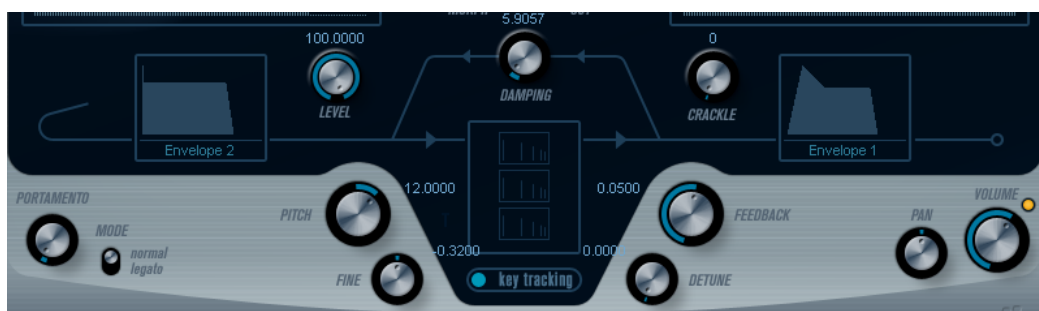 5.9057
100.0000
0
LEVEL
DAMPING
CRACKLE
Envelope 2
Envelope 1
PORTAMENTO
12.0000
0.0500
VOLUME
PITCH
FEEDBACK
PAN
MODE
normal
legato
-0.3200
FINE
key tracking
DETUNE